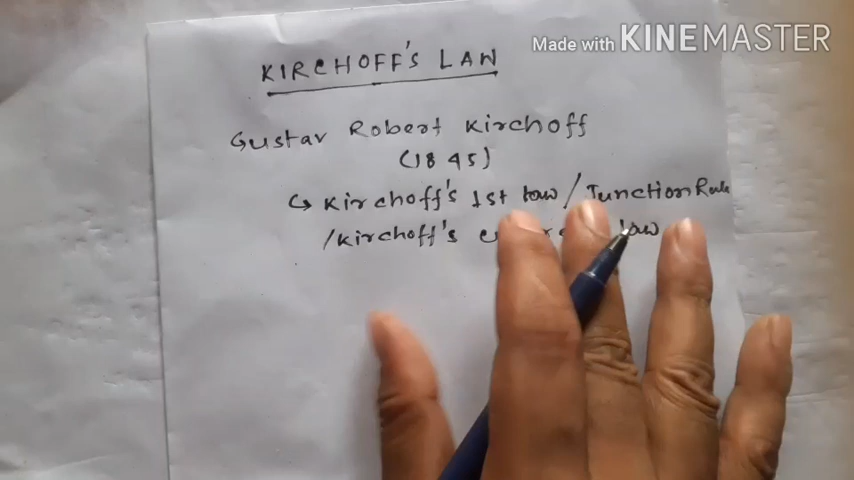 Made with KINEMASTER
KIRCHOFF'S LAW
Gustav Robert Kirchoff
(1845)
↳ Kirchoff's 1st law / Junction Rule
/Kirchoff's law